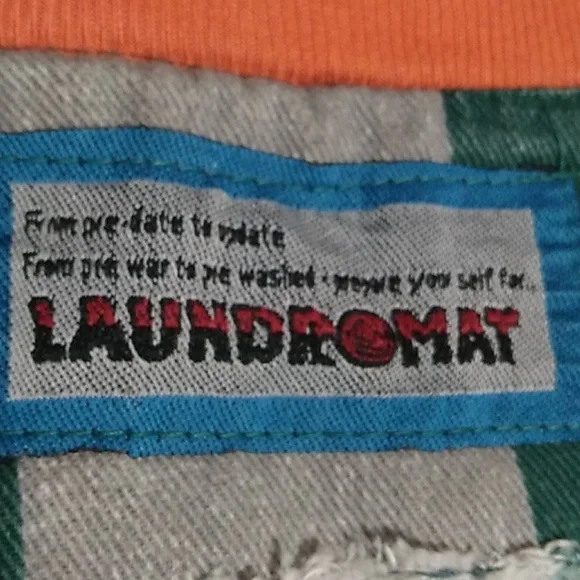 From pre-date to update
From pre war to pre washed - prepare your self for..
LAUNDROMAT